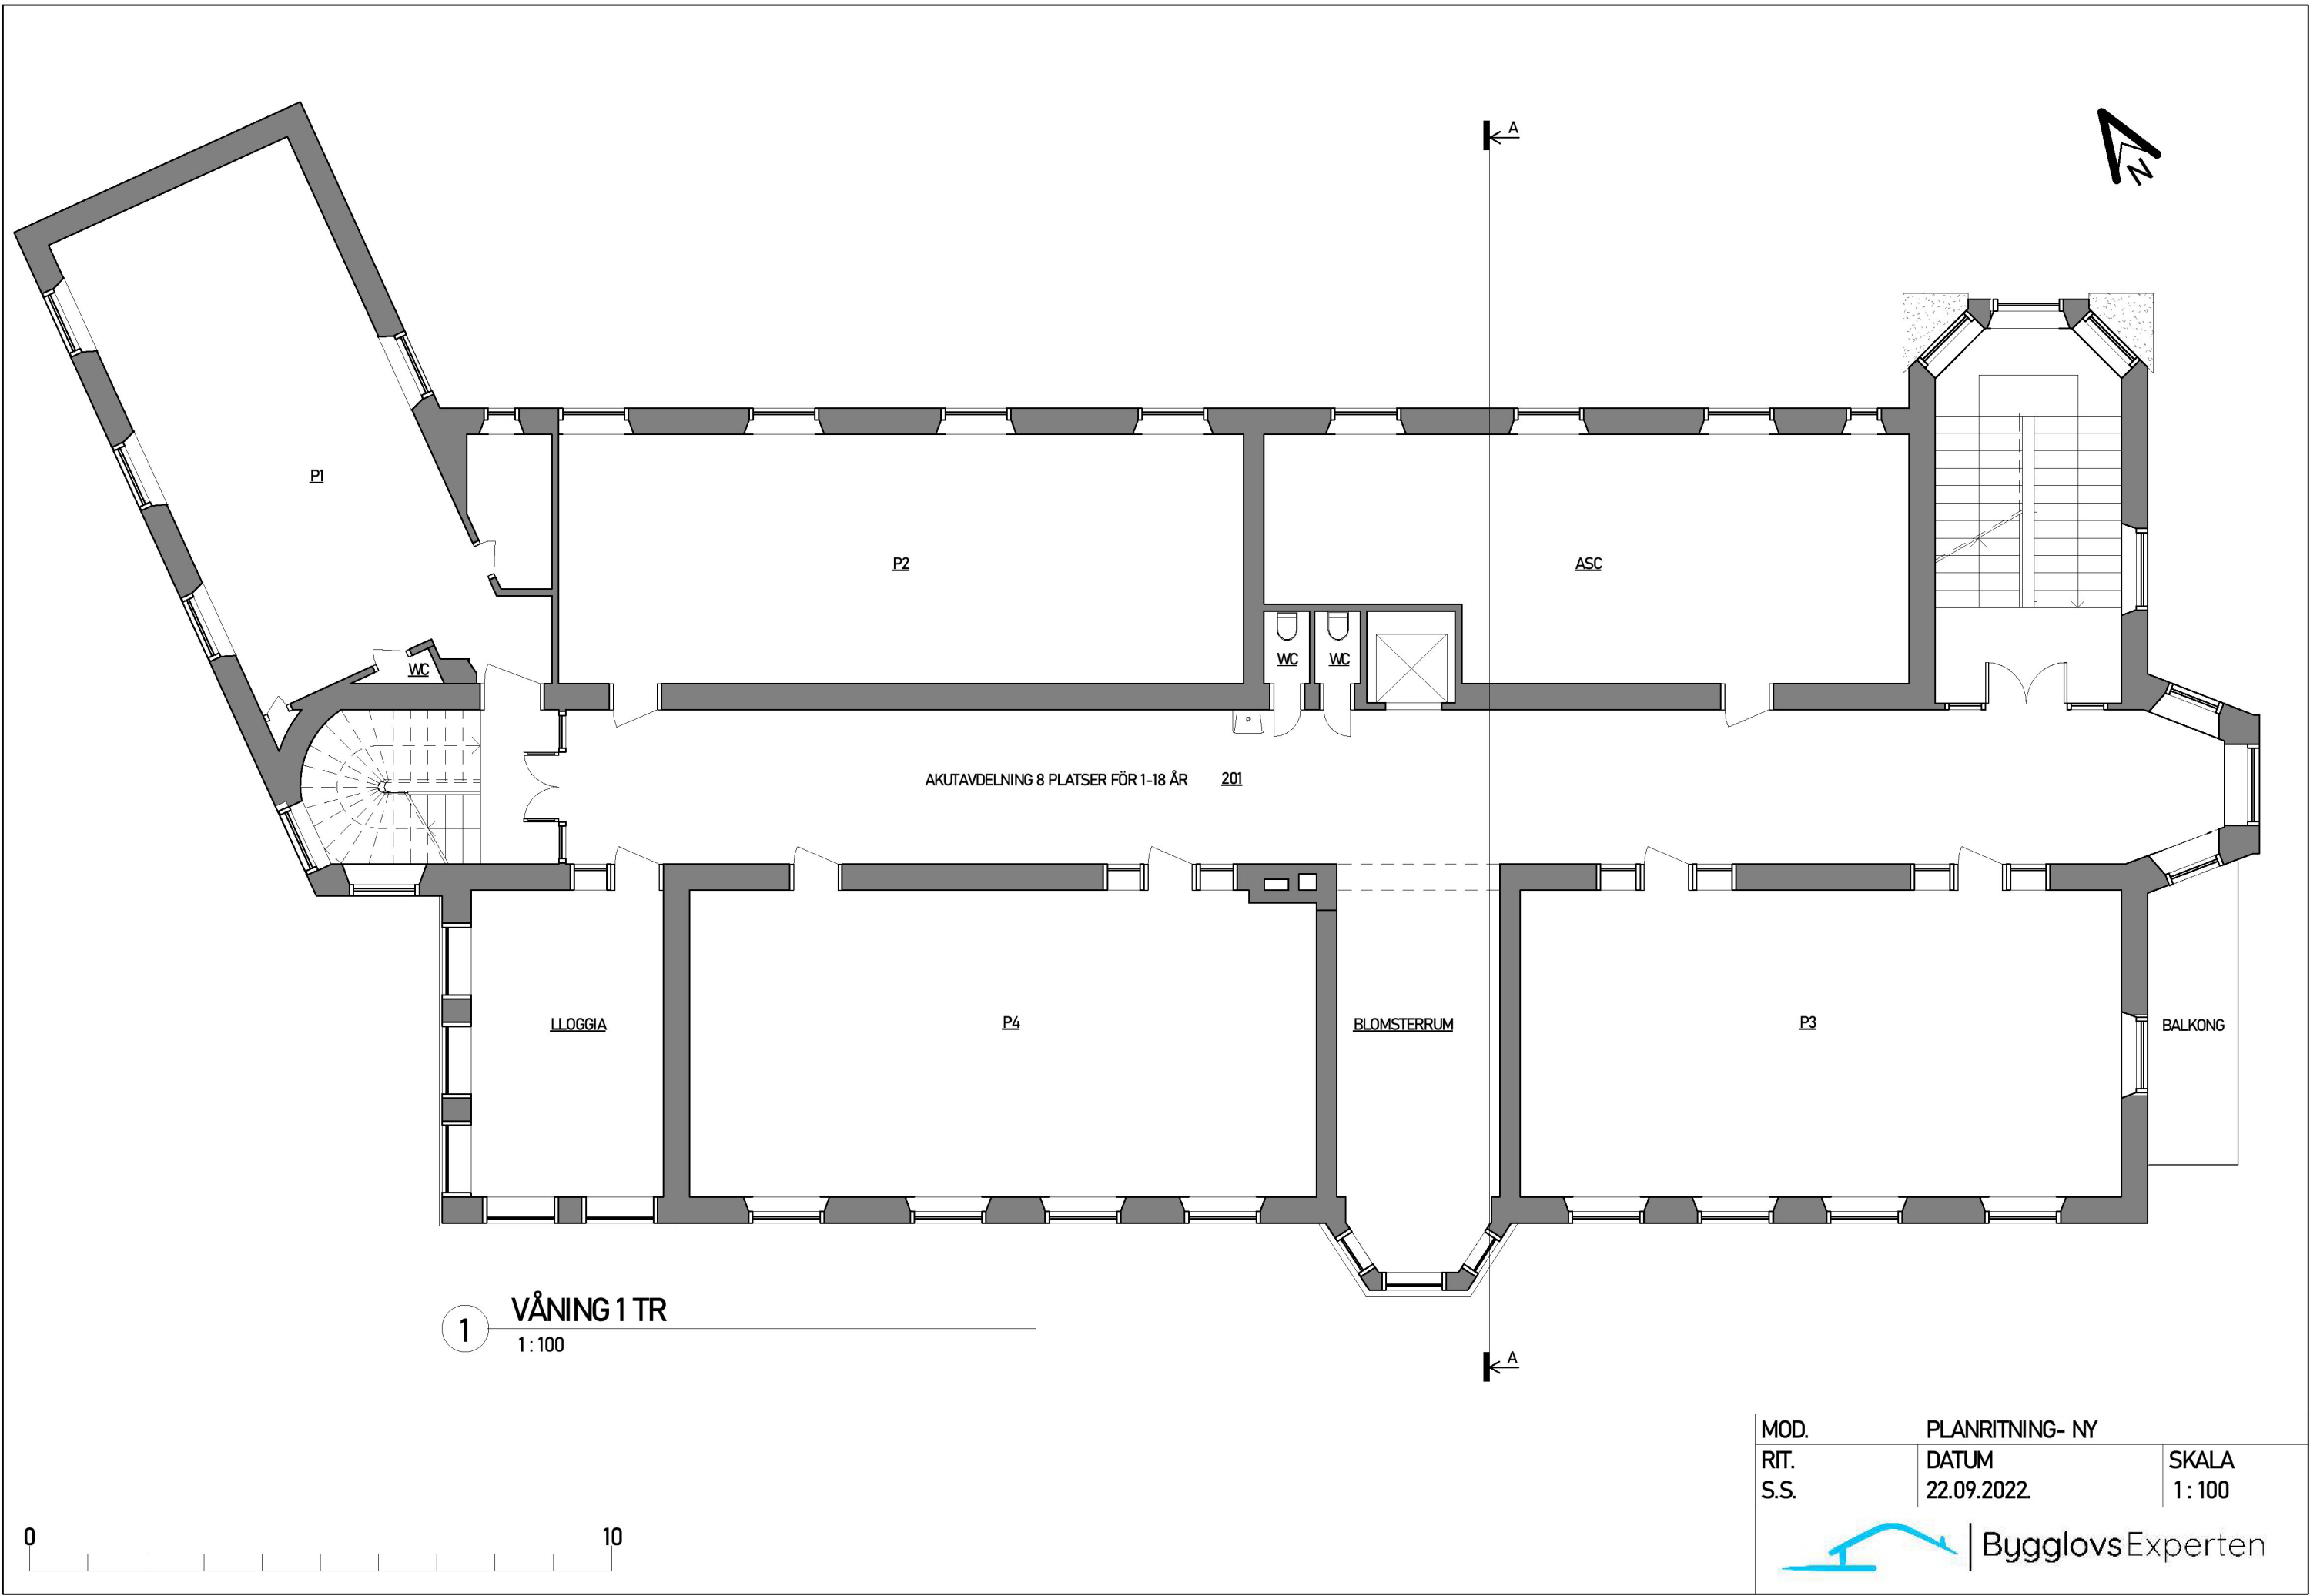 A
N
P1
P2
ASC
WC
WC
WC
AKUTAVDELNING 8 PLATSER FÖR 1-18 ÅR 201
LLOGGIA
P4
BLOMSTERRUM
P3
BALKONG
1 VÅNING 1 TR
1 : 100
A
MOD. PLANRITNING- NY
RIT. DATUM SKALA
S.S. 22.09.2022. 1 : 100
0 10
BygglovsExperten